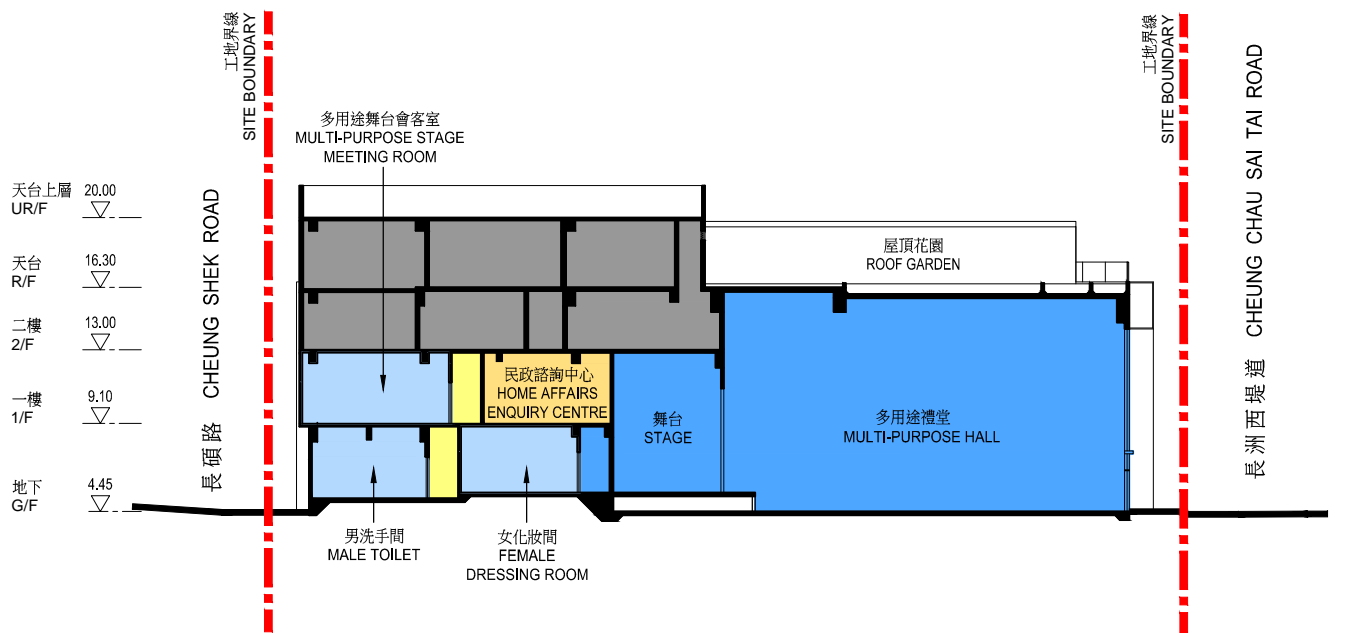 工地界線
SITE BOUNDARY
工地界線
SITE BOUNDARY
多用途舞台會客室
MULTI-PURPOSE STAGE
MEETING ROOM
天台上層 20.00
UR/F
天台 16.30
R/F
二樓 13.00
2/F
一樓 9.10
1/F
地下 4.45
G/F
長碩路 CHEUNG SHEK ROAD
屋頂花園
ROOF GARDEN
民政諮詢中心
HOME AFFAIRS
ENQUIRY CENTRE
舞台
STAGE
多用途禮堂
MULTI-PURPOSE HALL
男洗手間
MALE TOILET
女化妝間
FEMALE
DRESSING ROOM
長洲西堤道 CHEUNG CHAU SAI TAI ROAD